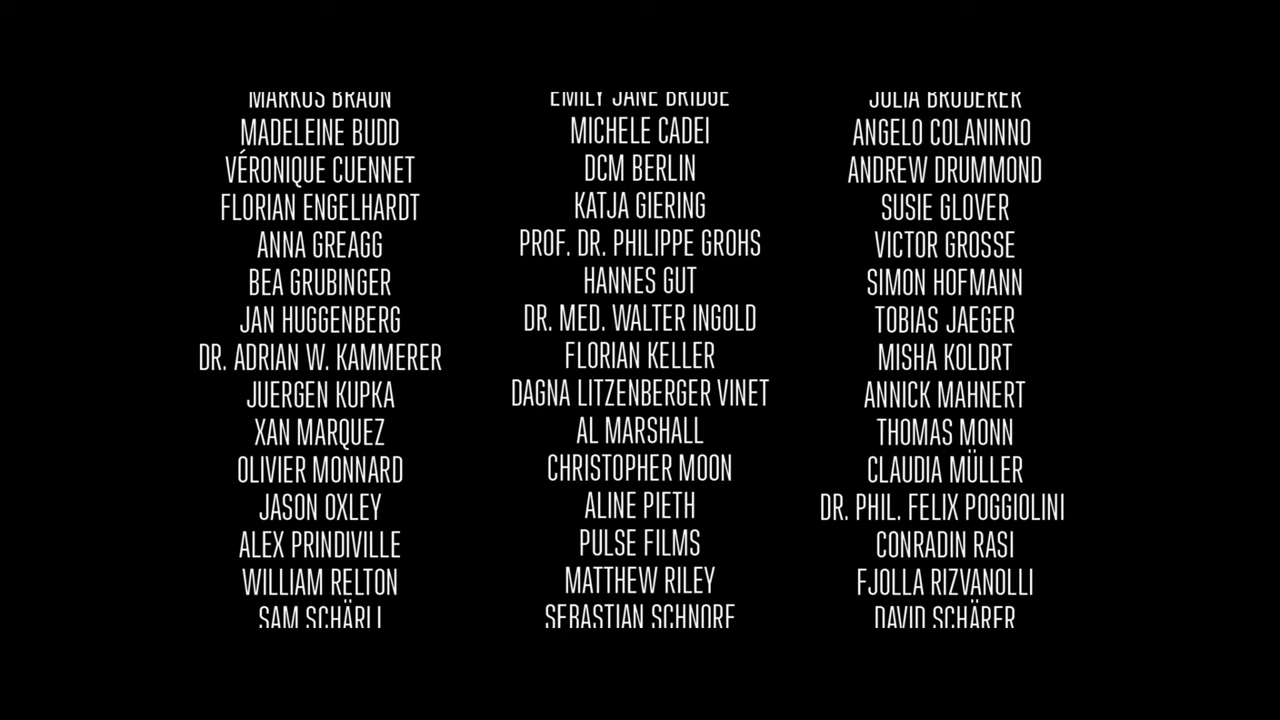 MARKUS BRAUN EMILY JANE BRIDGE JULIA BRUDERER
MADELEINE BUDD MICHELE CADEI ANGELO COLANINNO
VÉRONIQUE CUENNET DCM BERLIN ANDREW DRUMMOND
FLORIAN ENGELHARDT KATJA GIERING SUSIE GLOVER
ANNA GREAGG PROF. DR. PHILIPPE GROHS VICTOR GROSSE
BEA GRUBINGER HANNES GUT SIMON HOFMANN
JAN HUGGENBERG DR. MED. WALTER INGOLD TOBIAS JAEGER
DR. ADRIAN W. KAMMERER FLORIAN KELLER MISHA KOLDRT
JUERGEN KUPKA DAGNA LITZENBERGER VINET ANNICK MAHNERT
XAN MARQUEZ AL MARSHALL THOMAS MONN
OLIVIER MONNARD CHRISTOPHER MOON CLAUDIA MÜLLER
JASON OXLEY ALINE PIETH DR. PHIL. FELIX POGGIOLINI
ALEX PRINDIVILLE PULSE FILMS CONRADIN RASI
WILLIAM RELTON MATTHEW RILEY FJOLLA RIZVANOLLI
SAM SCHÄRLI SEBASTIAN SCHNORF DAVID SCHÄRER